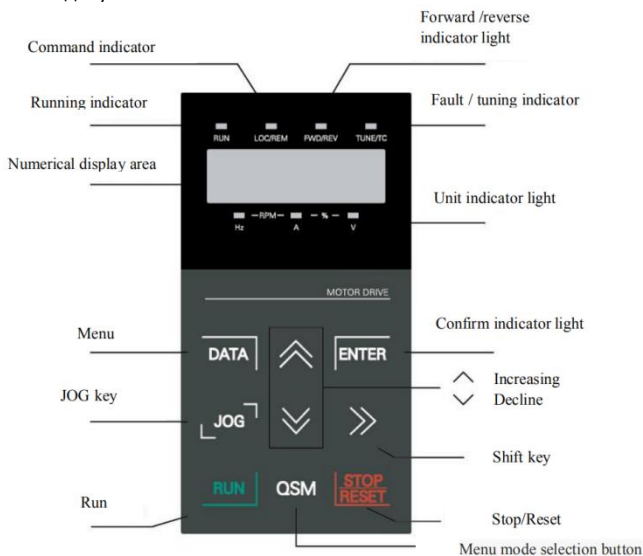 Forward /reverse
indicator light
Command indicator
Running indicator
Fault / tuning indicator
RUN LOC/REM FWD/REV TUNE/TC
Numerical display area
Unit indicator light
RPM %
Hz A V
MOTOR DRIVE
Confirm indicator light
Menu
DATA ENTER
Increasing
Decline
JOG key
JOG
Shift key
RUN QSM STOP
RESET
Run
Stop/Reset
Menu mode selection button